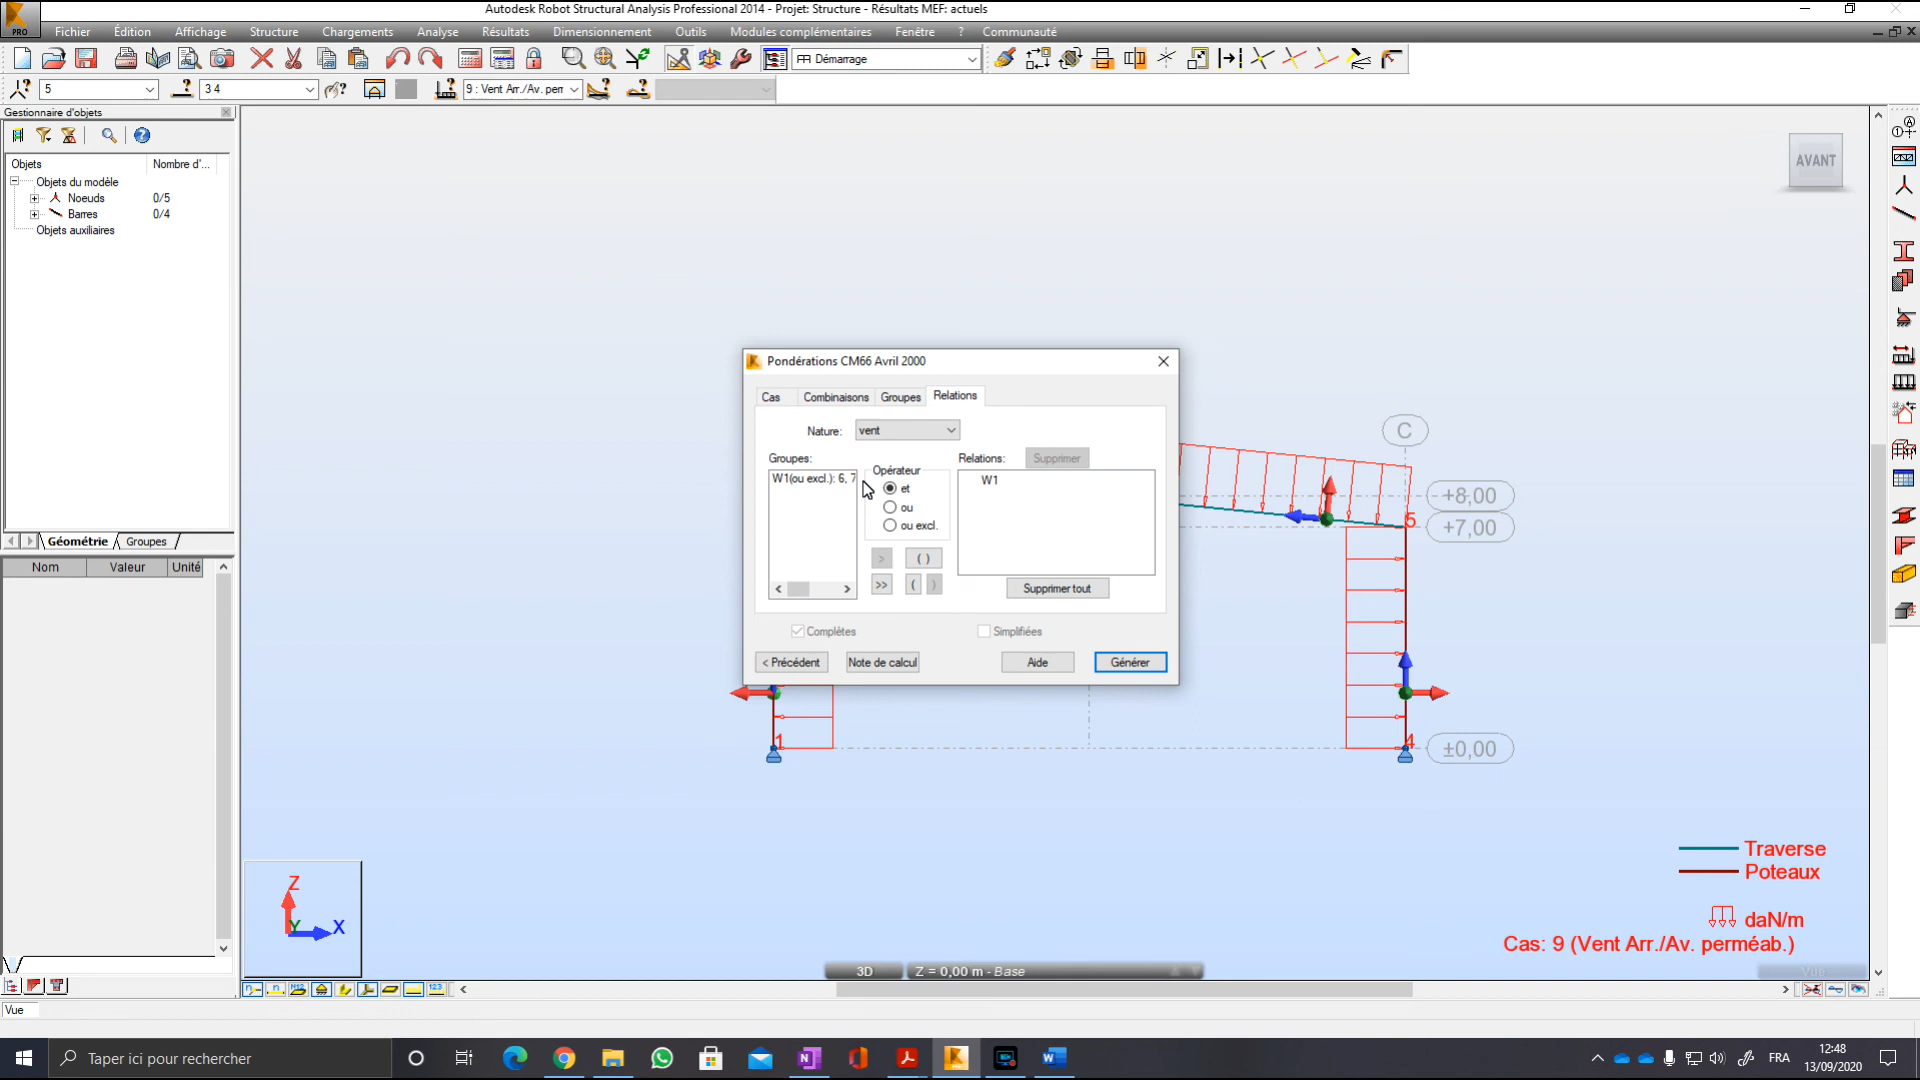 Autodesk Robot Structural Analysis Professional 2014 - Projet: Structure - Résultats MEF: actuels
PRO
Fichier Édition Affichage Structure Chargements Analyse Résultats Dimensionnement Outils Modules complémentaires Fenêtre ? Communauté
Démarrage
5 3 4 9 : Vent Arr./Av. perm
Gestionnaire d'objets
Objets Nombre d'...
Objets du modèle
Noeuds 0/5
Barres 0/4
Objets auxiliaires
Géométrie Groupes
Nom Valeur Unité
AVANT
Pondérations CM66 Avril 2000
Cas Combinaisons Groupes Relations
Nature: vent
Groupes: Relations: Supprimer
W1(ou excl.): 6, 7
Opérateur
et
ou
ou excl.
> ( )
>> ( )
W1
Supprimer tout
Complètes Simplifiées
< Précédent Note de calcul Aide Générer
C
+8,00
5 +7,00
1 4 ±0,00
Traverse
Poteaux
daN/m
Cas: 9 (Vent Arr./Av. perméab.)
Z
Y X
3D Z = 0,00 m - Base
Vue
Vue
Taper ici pour rechercher
FRA
12:48
13/09/2020